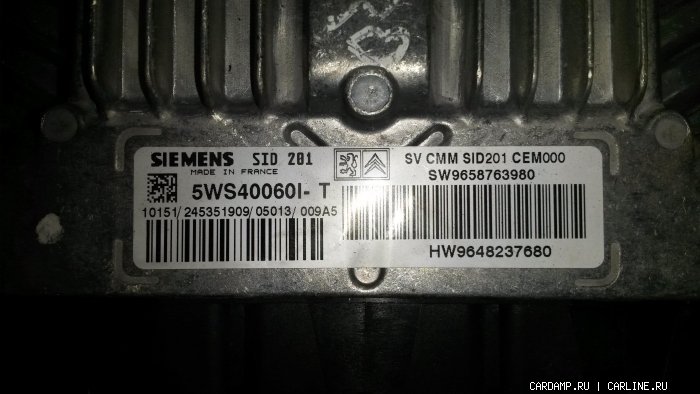 SIEMENS SID 201
MADE IN FRANCE
5WS40060I- T
10151/ 245351909/ 05013/ 009A5
SV CMM SID201 CEM000
SW9658763980
HW9648237680
CARDAMP.RU | CARLINE.RU